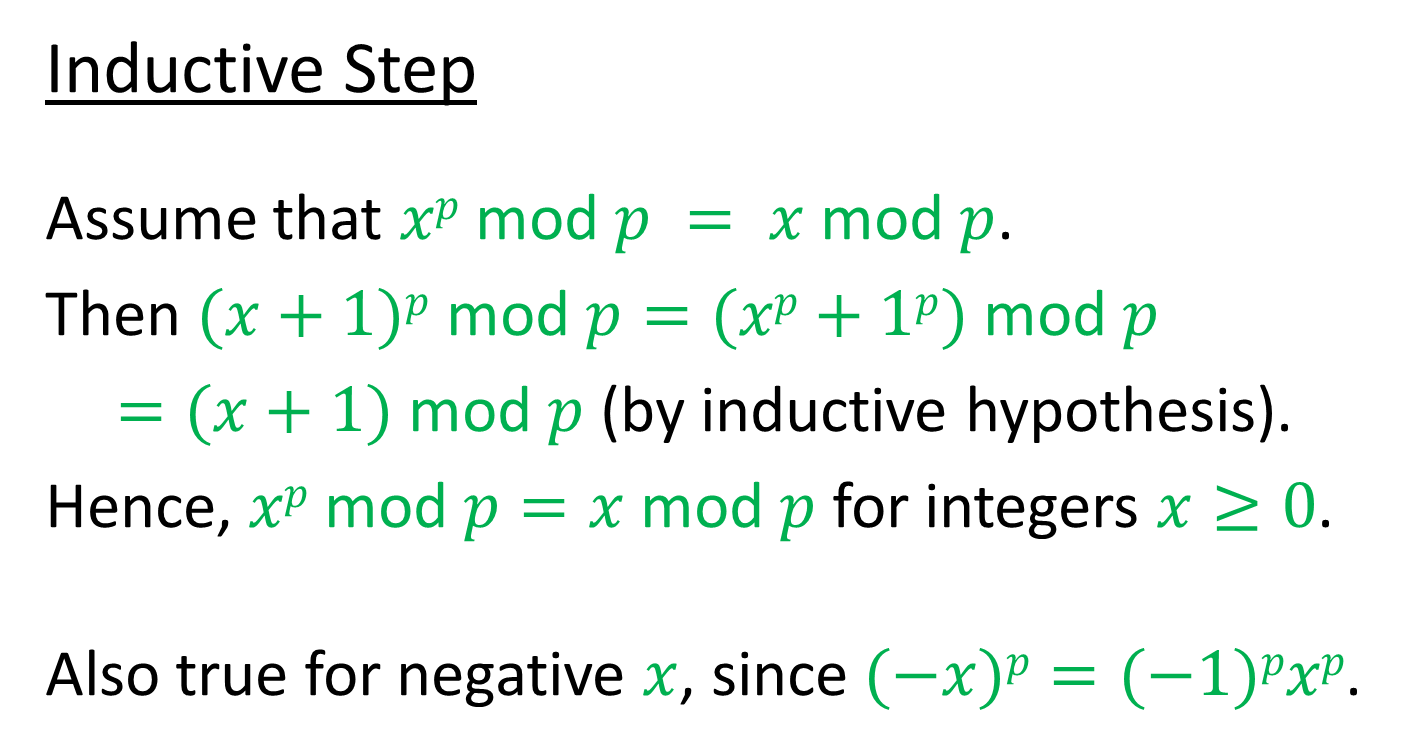 Inductive Step
Assume that 𝑥ᵖ mod 𝑝 = 𝑥 mod 𝑝.
Then (𝑥 + 1)ᵖ mod 𝑝 = (𝑥ᵖ + 1ᵖ) mod 𝑝
= (𝑥 + 1) mod 𝑝 (by inductive hypothesis).
Hence, 𝑥ᵖ mod 𝑝 = 𝑥 mod 𝑝 for integers 𝑥 ≥ 0.
Also true for negative 𝑥, since (−𝑥)ᵖ = (−1)ᵖ𝑥ᵖ.